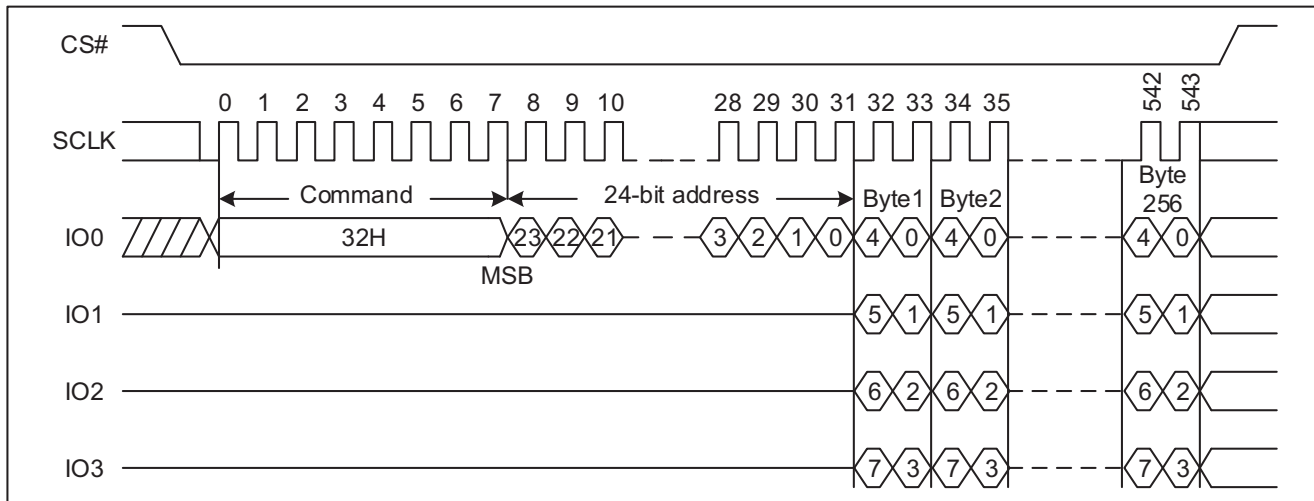 CS#
0 1 2 3 4 5 6 7 8 9 10 28 29 30 31 32 33 34 35 542 543
SCLK
Command 24-bit address Byte1 Byte2 Byte
256
IO0 32H 23 22 21 3 2 1 0 4 0 4 0 4 0
MSB
IO1 5 1 5 1 5 1
IO2 6 2 6 2 6 2
IO3 7 3 7 3 7 3